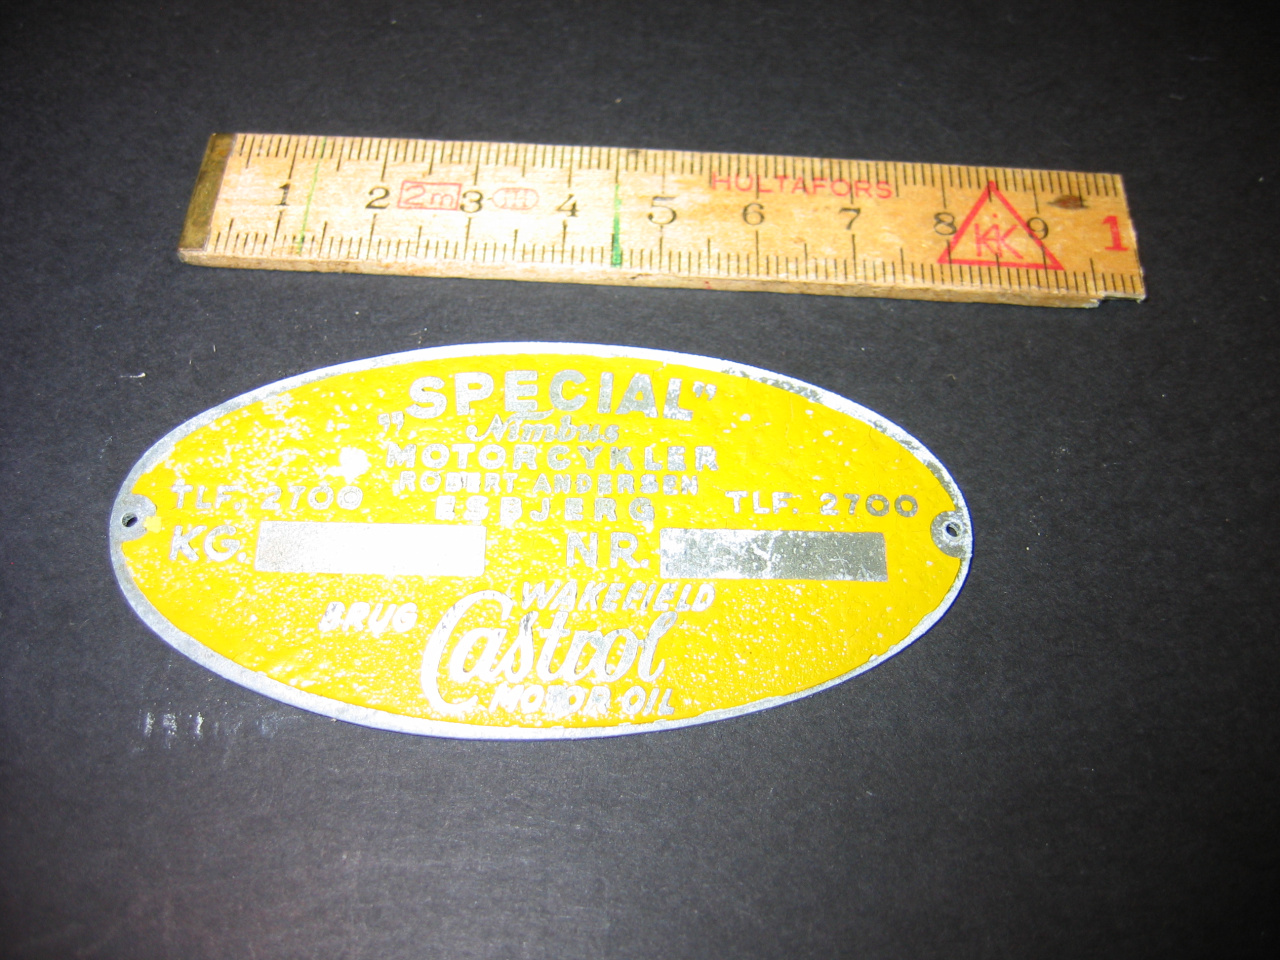 1 2 2m 3 4 5 6 7 8 9 1
HULTAFORS
K K
„SPECIAL"
Nimbus
MOTORCYKLER
ROBERT ANDERSEN
TLF. 2700 ESBJERG TLF. 2700
KG. NR.
WAKEFIELD
BRUG Castrol
MOTOR OIL